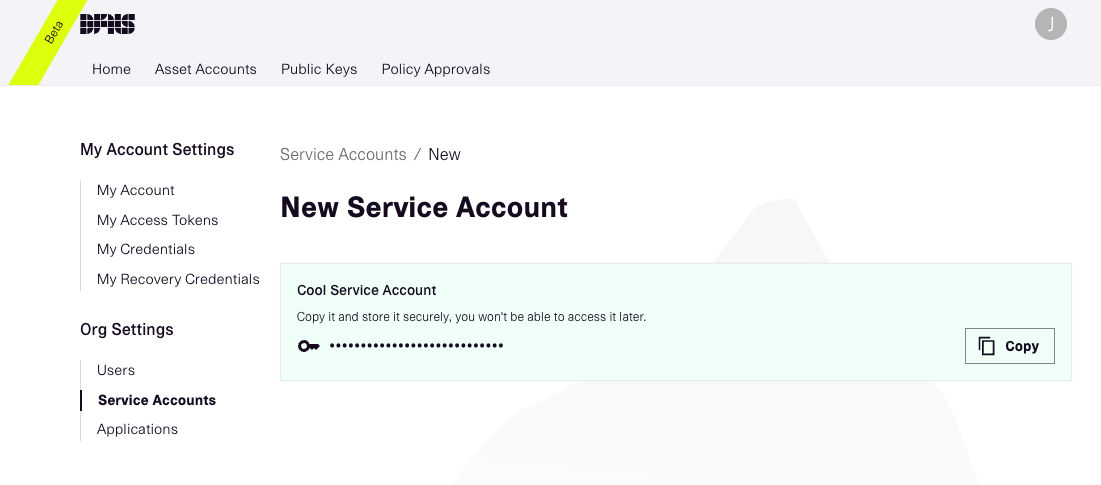 Beta
DFNS
J
Home
Asset Accounts
Public Keys
Policy Approvals
My Account Settings
My Account
My Access Tokens
My Credentials
My Recovery Credentials
Org Settings
Users
Service Accounts
Applications
Service Accounts / New
New Service Account
Cool Service Account
Copy it and store it securely, you won't be able to access it later.
••••••••••••••••••••••••••••
Copy